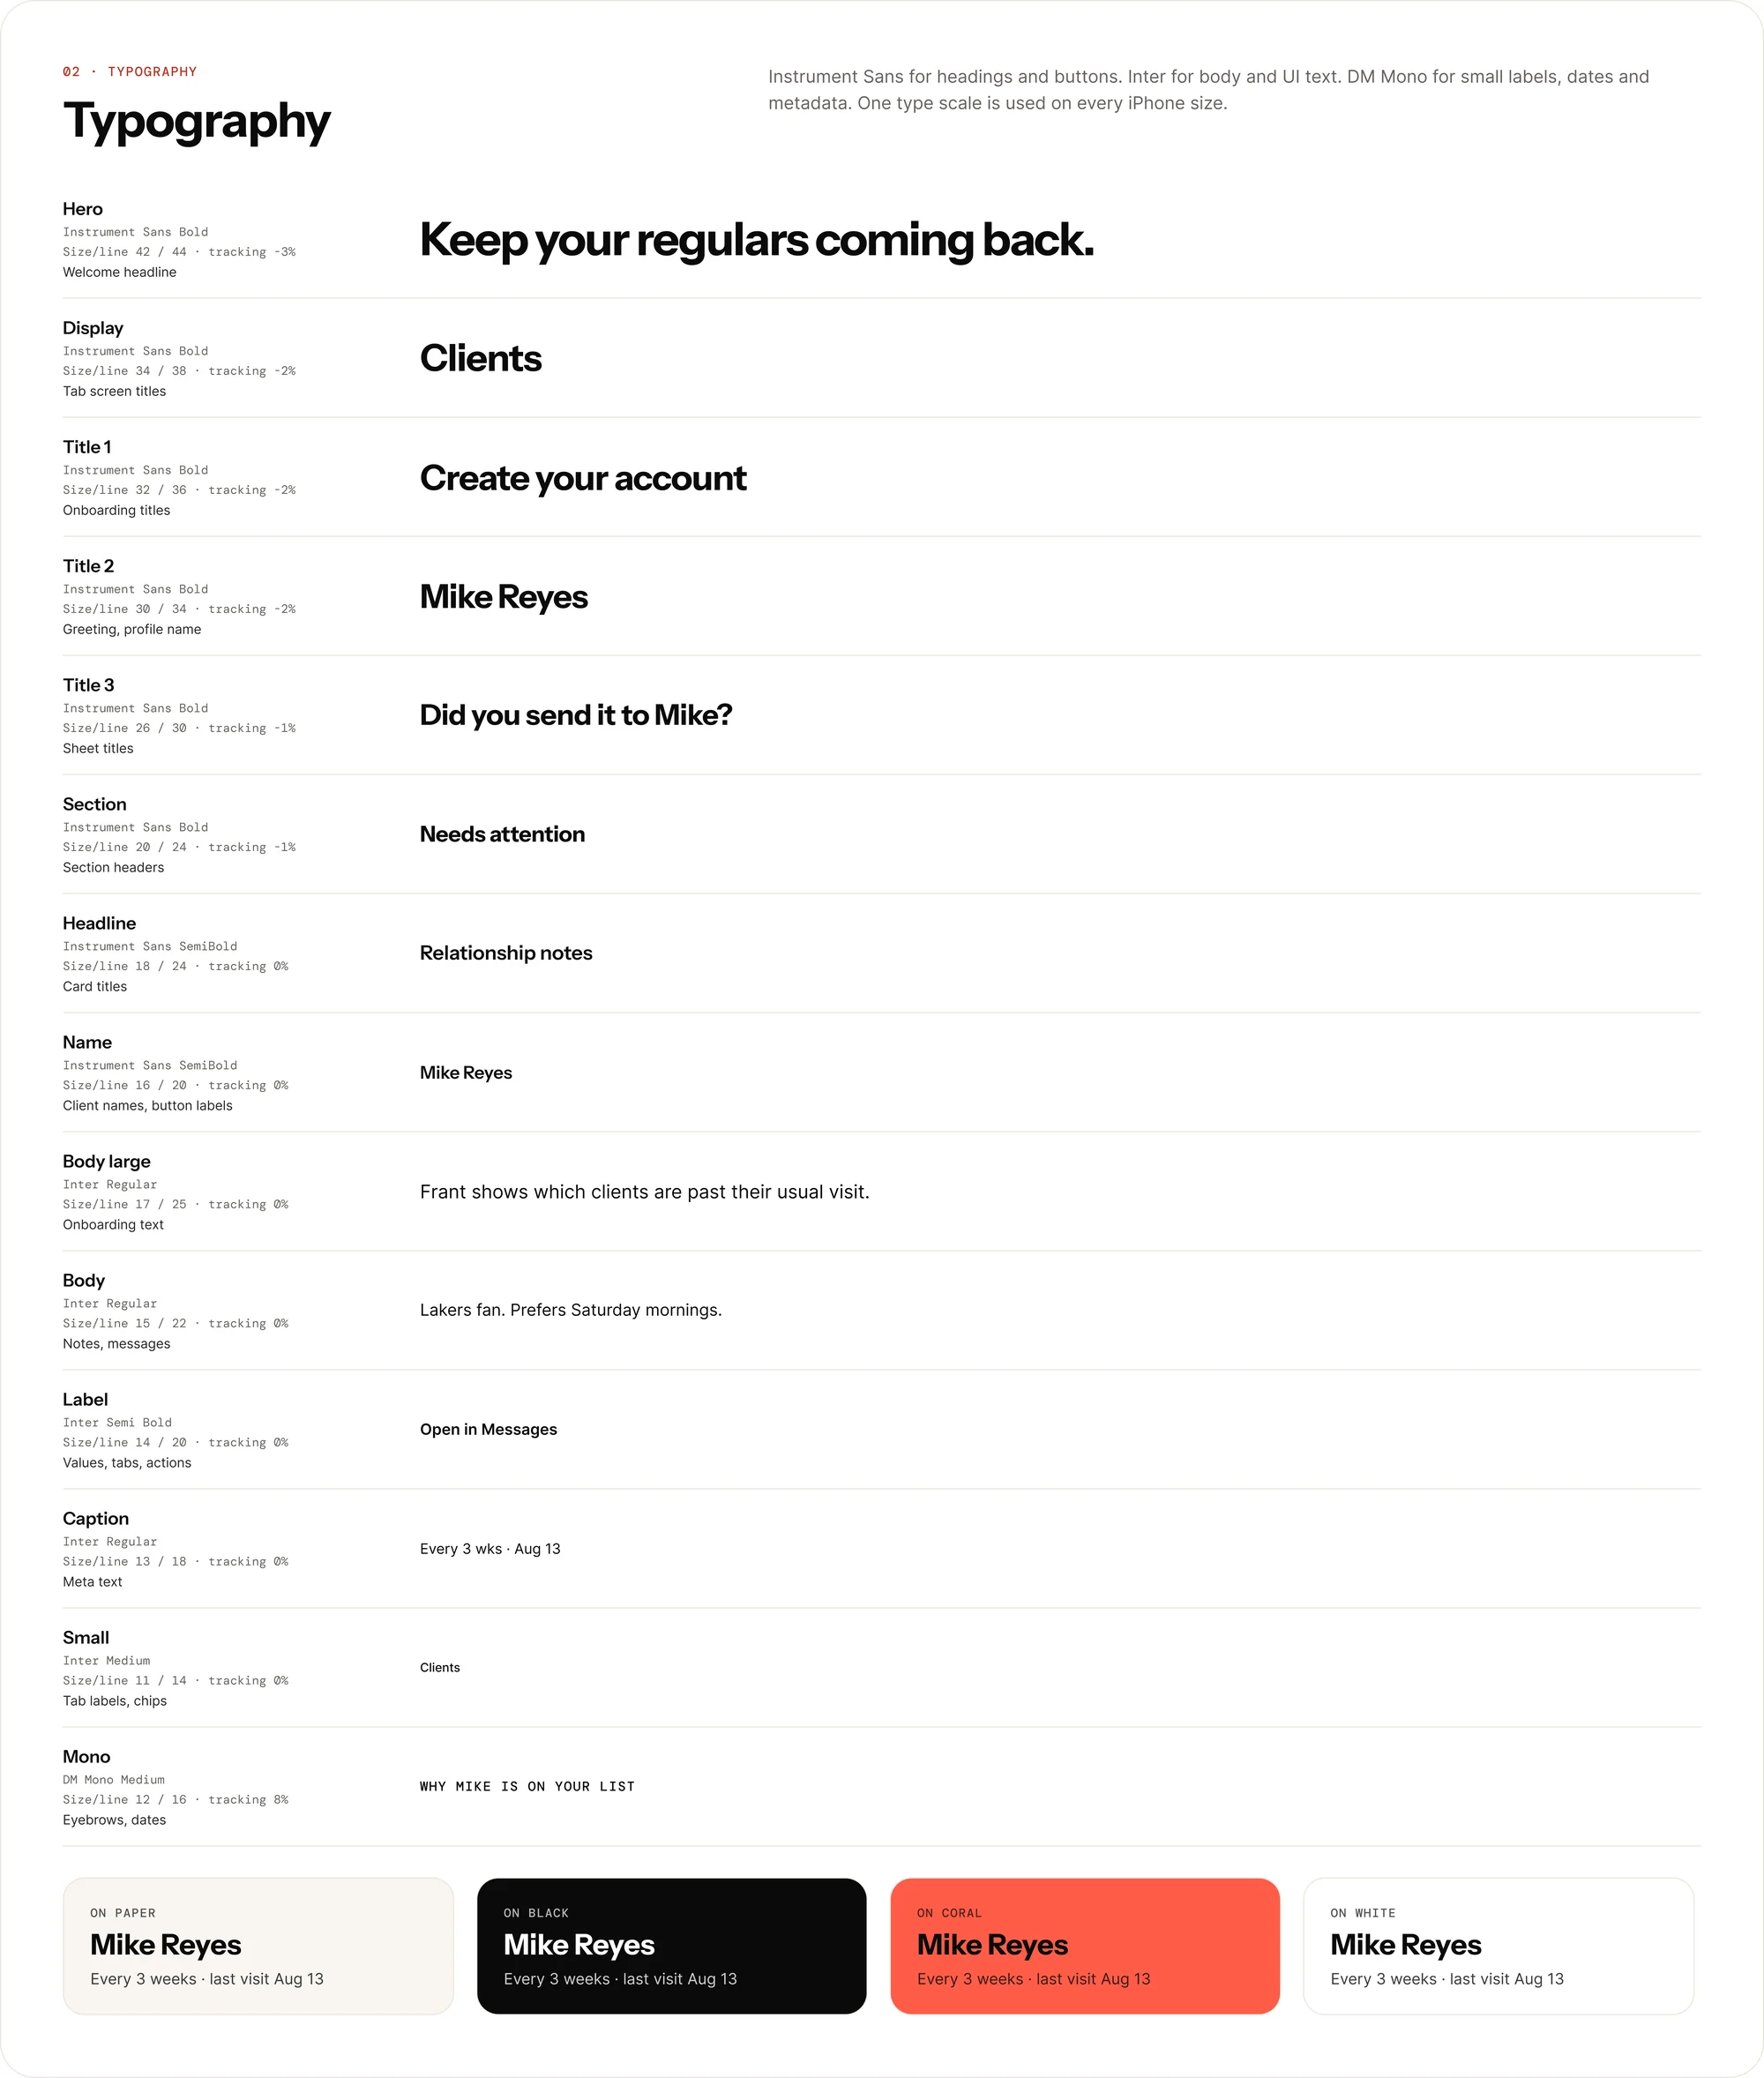 02 · TYPOGRAPHY
Typography
Instrument Sans for headings and buttons. Inter for body and UI text. DM Mono for small labels, dates and
metadata. One type scale is used on every iPhone size.
Hero
Instrument Sans Bold
Size/line 42 / 44 · tracking -3%
Welcome headline
Keep your regulars coming back.
Display
Instrument Sans Bold
Size/line 34 / 38 · tracking -2%
Tab screen titles
Clients
Title 1
Instrument Sans Bold
Size/line 32 / 36 · tracking -2%
Onboarding titles
Create your account
Title 2
Instrument Sans Bold
Size/line 30 / 34 · tracking -2%
Greeting, profile name
Mike Reyes
Title 3
Instrument Sans Bold
Size/line 26 / 30 · tracking -1%
Sheet titles
Did you send it to Mike?
Section
Instrument Sans Bold
Size/line 20 / 24 · tracking -1%
Section headers
Needs attention
Headline
Instrument Sans SemiBold
Size/line 18 / 24 · tracking 0%
Card titles
Relationship notes
Name
Instrument Sans SemiBold
Size/line 16 / 20 · tracking 0%
Client names, button labels
Mike Reyes
Body large
Inter Regular
Size/line 17 / 25 · tracking 0%
Onboarding text
Frant shows which clients are past their usual visit.
Body
Inter Regular
Size/line 15 / 22 · tracking 0%
Notes, messages
Lakers fan. Prefers Saturday mornings.
Label
Inter Semi Bold
Size/line 14 / 20 · tracking 0%
Values, tabs, actions
Open in Messages
Caption
Inter Regular
Size/line 13 / 18 · tracking 0%
Meta text
Every 3 wks · Aug 13
Small
Inter Medium
Size/line 11 / 14 · tracking 0%
Tab labels, chips
Clients
Mono
DM Mono Medium
Size/line 12 / 16 · tracking 8%
Eyebrows, dates
WHY MIKE IS ON YOUR LIST
ON PAPER
Mike Reyes
Every 3 weeks · last visit Aug 13
ON BLACK
Mike Reyes
Every 3 weeks · last visit Aug 13
ON CORAL
Mike Reyes
Every 3 weeks · last visit Aug 13
ON WHITE
Mike Reyes
Every 3 weeks · last visit Aug 13